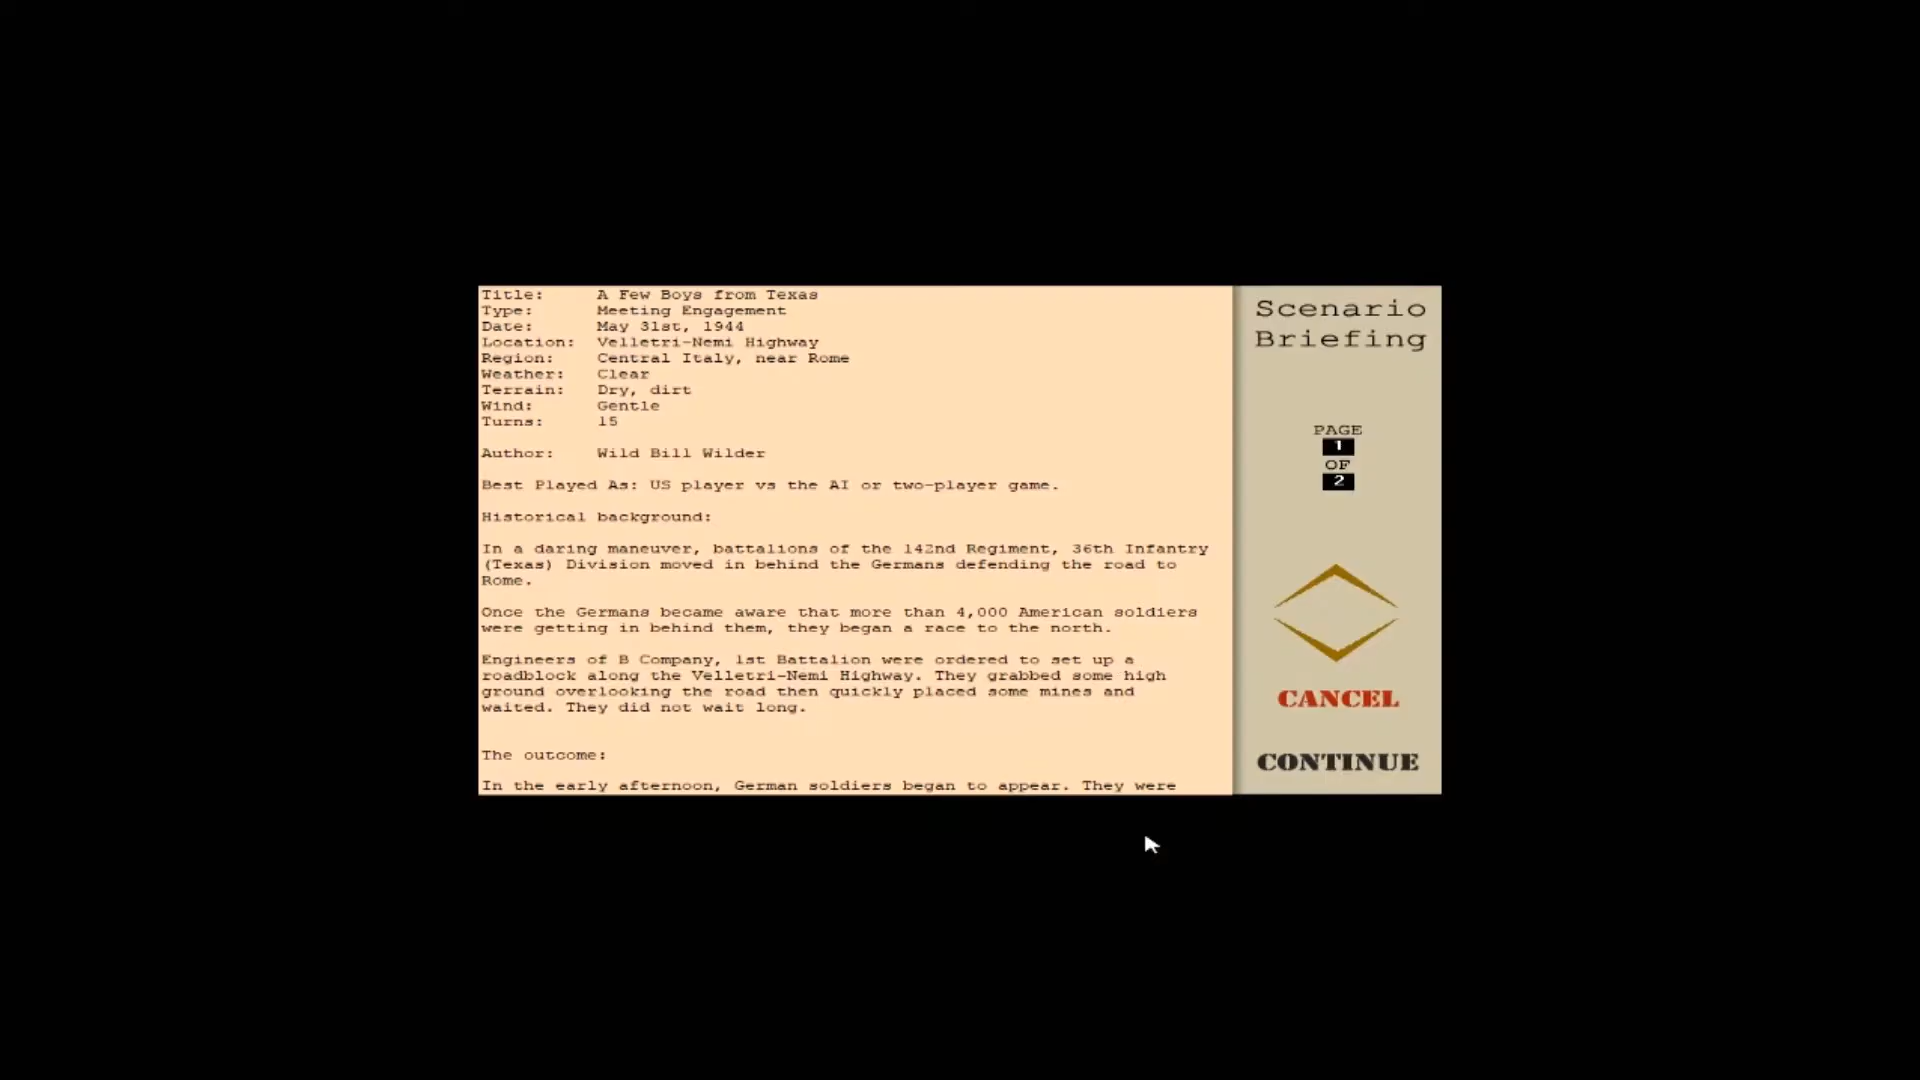 Title: A Few Boys from Texas
Type: Meeting Engagement
Date: May 31st, 1944
Location: Velletri-Nemi Highway
Region: Central Italy, near Rome
Weather: Clear
Terrain: Dry, dirt
Wind: Gentle
Turns: 15
Author: Wild Bill Wilder
Best Played As: US player vs the AI or two-player game.
Historical background:
In a daring maneuver, battalions of the 142nd Regiment, 36th Infantry
(Texas) Division moved in behind the Germans defending the road to
Rome.
Once the Germans became aware that more than 4,000 American soldiers
were getting in behind them, they began a race to the north.
Engineers of B Company, 1st Battalion were ordered to set up a
roadblock along the Velletri-Nemi Highway. They grabbed some high
ground overlooking the road then quickly placed some mines and
waited. They did not wait long.
The outcome:
In the early afternoon, German soldiers began to appear. They were
Scenario
Briefing
PAGE
1
OF
2
CANCEL
CONTINUE